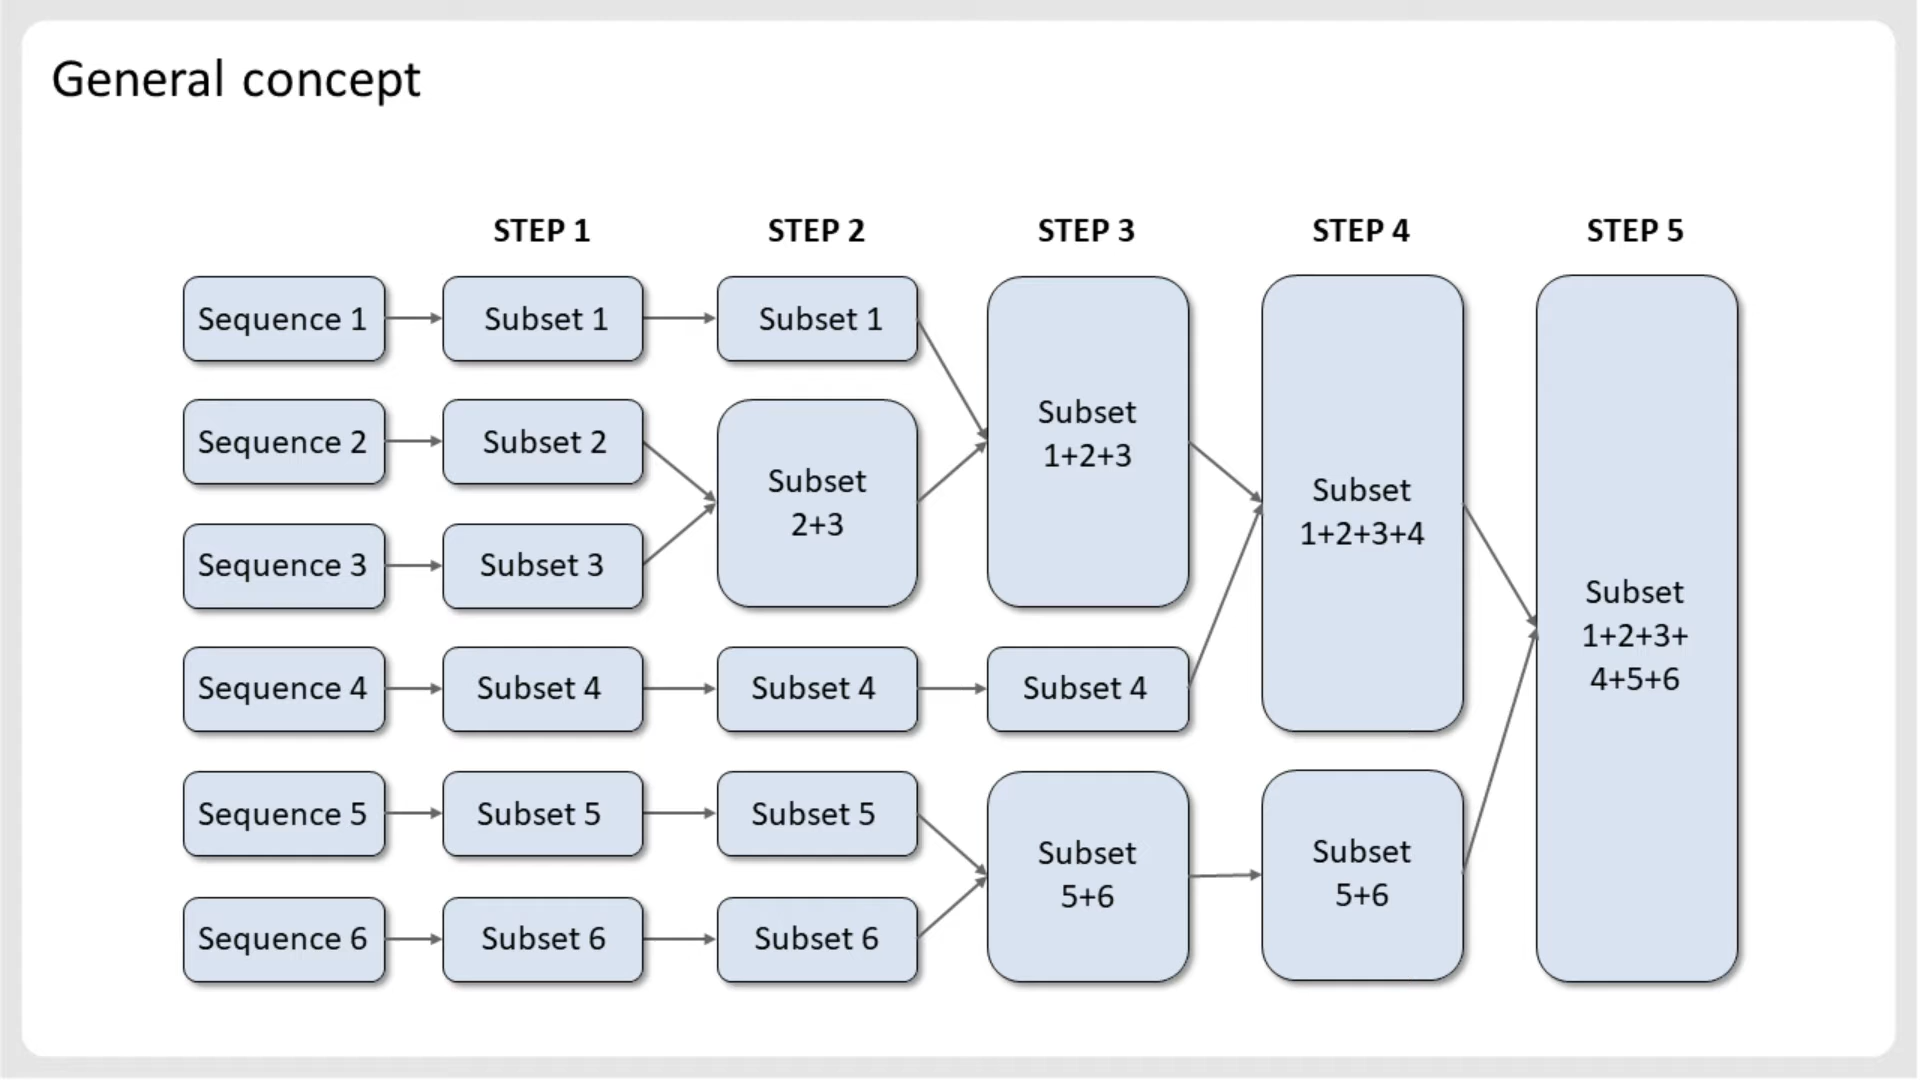 General concept
STEP 1
STEP 2
STEP 3
STEP 4
STEP 5
Sequence 1
Subset 1
Subset 1
Sequence 2
Subset 2
Sequence 3
Subset 3
Subset
2+3
Subset
1+2+3
Sequence 4
Subset 4
Subset 4
Subset 4
Subset
1+2+3+4
Sequence 5
Subset 5
Subset 5
Sequence 6
Subset 6
Subset 6
Subset
5+6
Subset
5+6
Subset
1+2+3+
4+5+6